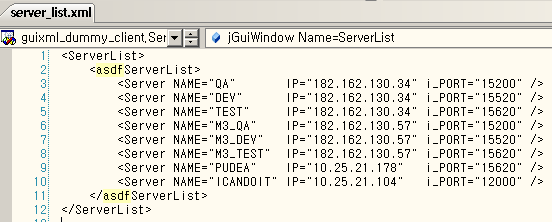 server_list.xml
guixml_dummy_client,Ser jGuiWindow Name=ServerList
1 <ServerList>
2 <asdfServerList>
3 <Server NAME="QA" IP="182.162.130.34" i_PORT="15200" />
4 <Server NAME="DEV" IP="182.162.130.34" i_PORT="15520" />
5 <Server NAME="TEST" IP="182.162.130.34" i_PORT="15620" />
6 <Server NAME="M3_QA" IP="182.162.130.57" i_PORT="15200" />
7 <Server NAME="M3_DEV" IP="182.162.130.57" i_PORT="15520" />
8 <Server NAME="M3_TEST" IP="182.162.130.57" i_PORT="15620" />
9 <Server NAME="PUDEA" IP="10.25.21.178" i_PORT="15620" />
10 <Server NAME="ICANDOIT" IP="10.25.21.104" i_PORT="12000" />
11 </asdfServerList>
12 </ServerList>